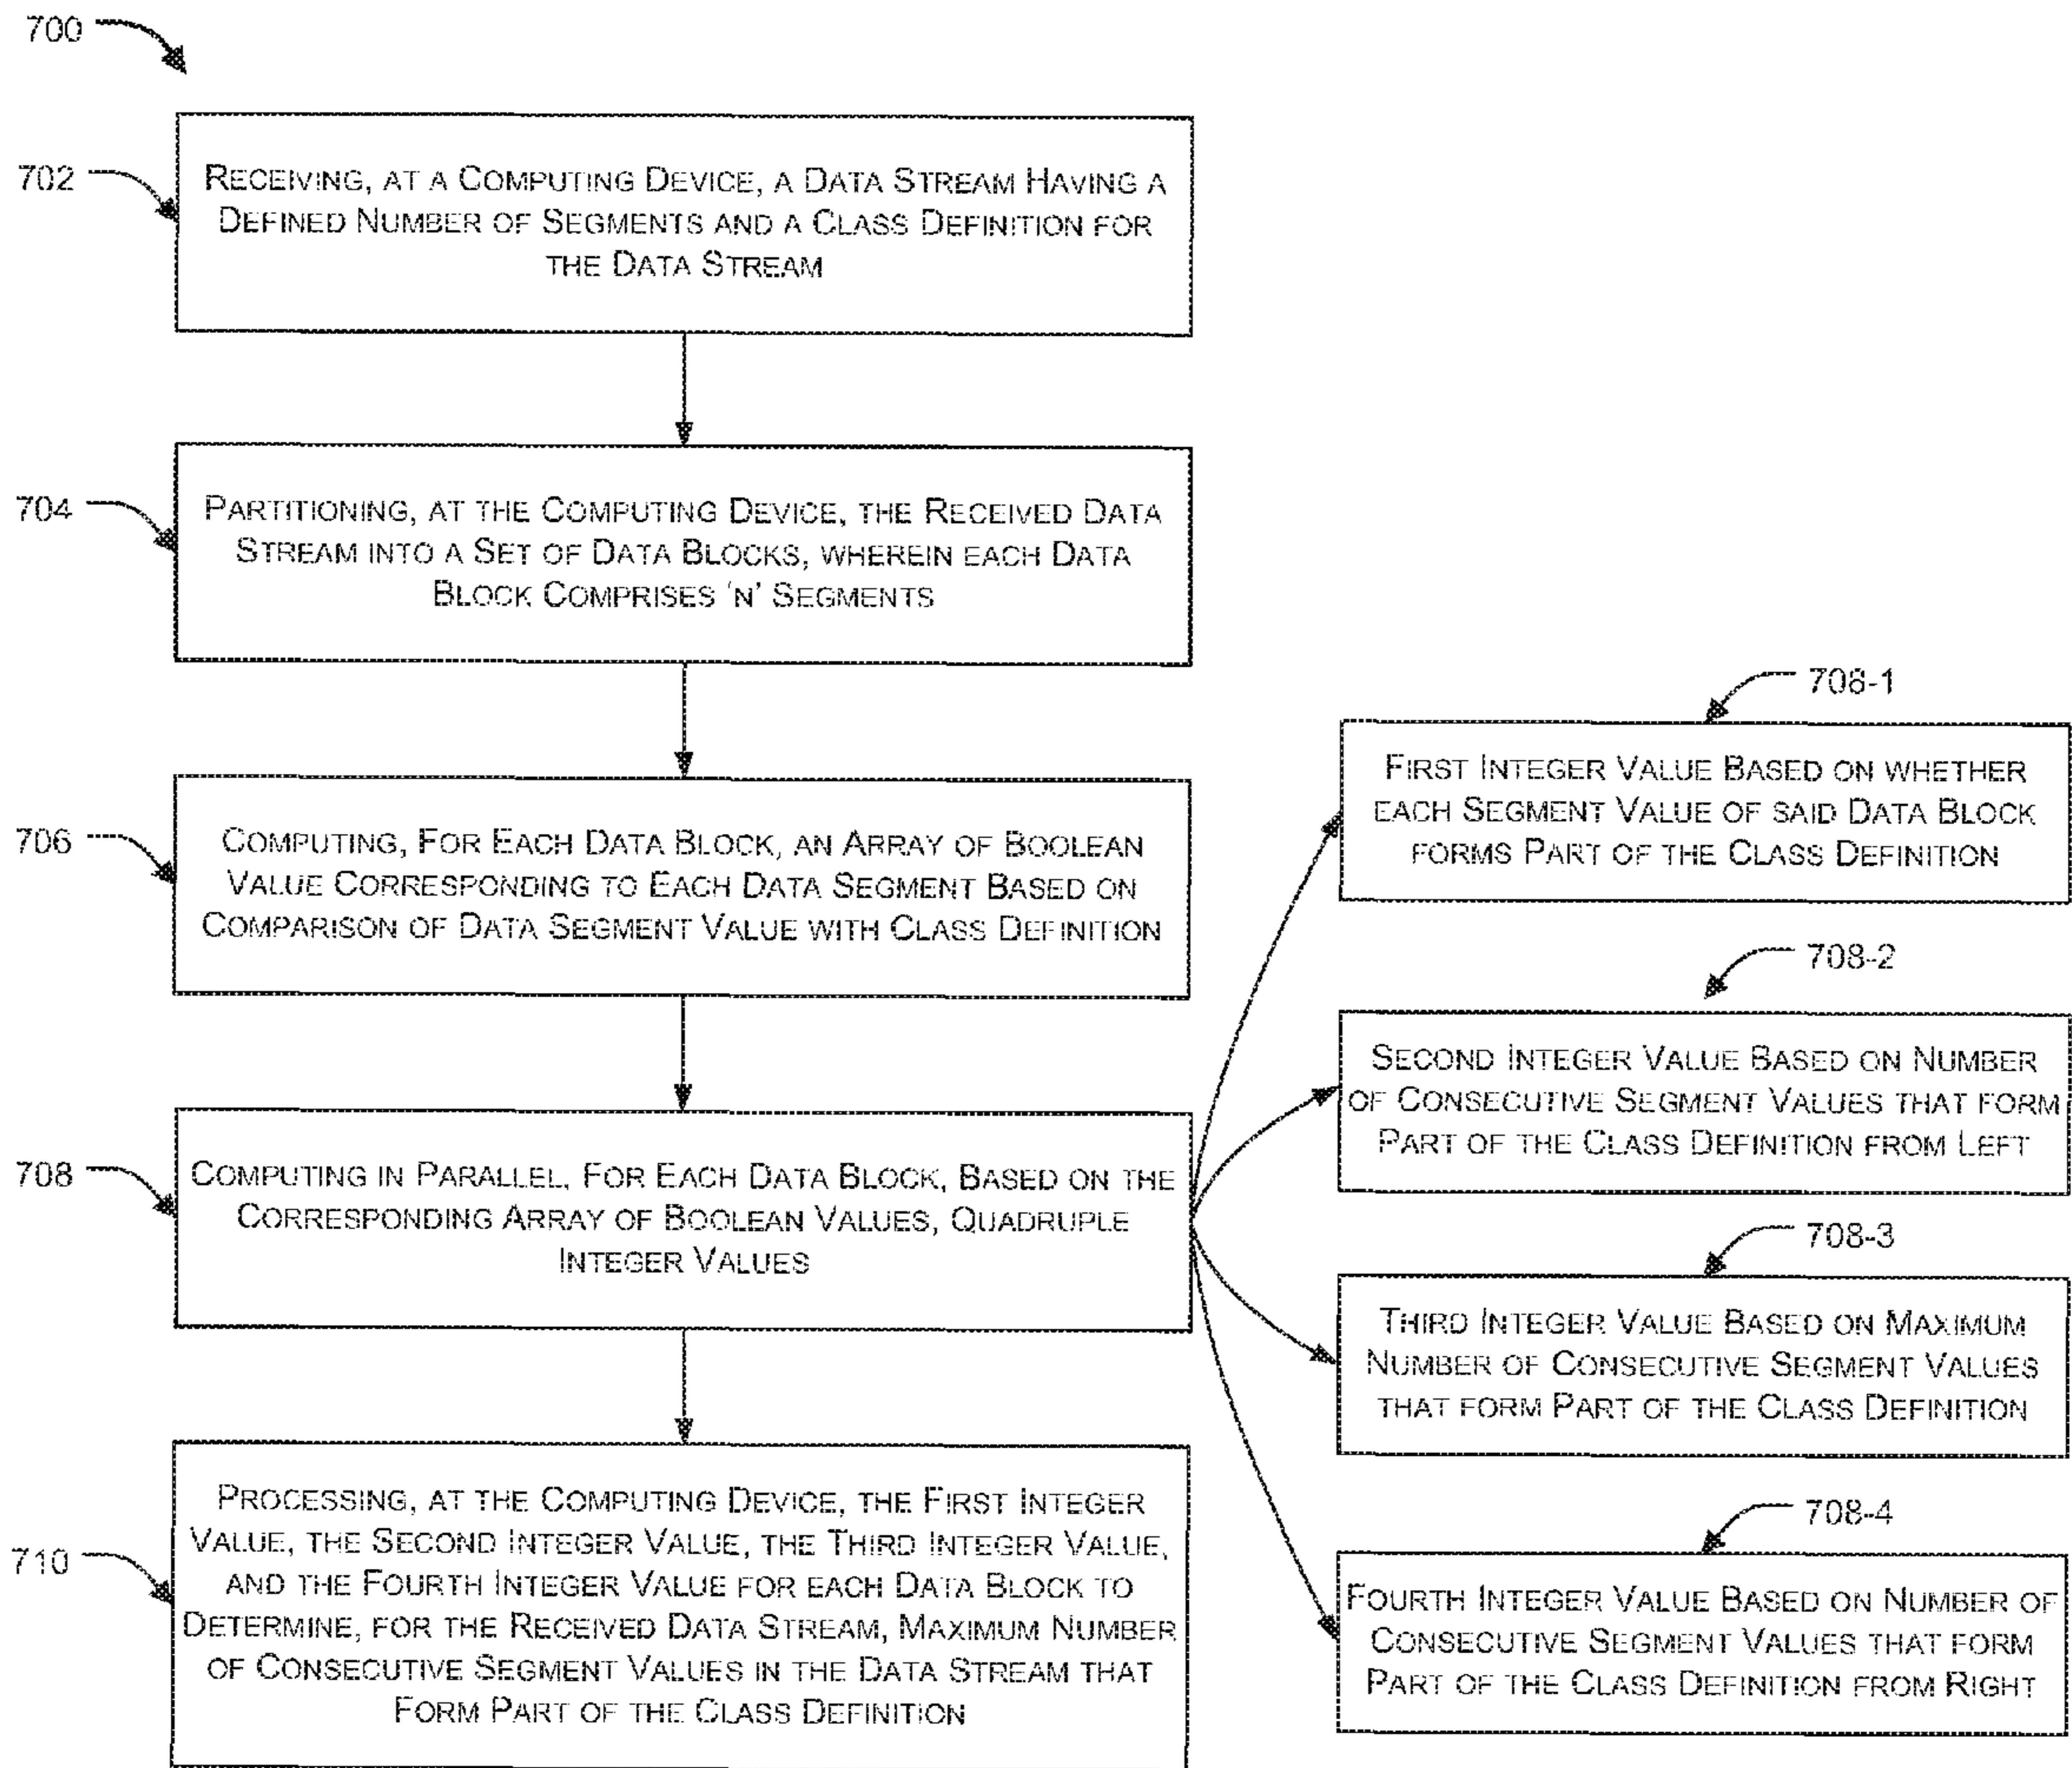 700
702
RECEIVING, AT A COMPUTING DEVICE, A DATA STREAM HAVING A
DEFINED NUMBER OF SEGMENTS AND A CLASS DEFINITION FOR
THE DATA STREAM
704
PARTITIONING, AT THE COMPUTING DEVICE, THE RECEIVED DATA
STREAM INTO A SET OF DATA BLOCKS, WHEREIN EACH DATA
BLOCK COMPRISES 'N' SEGMENTS
706
COMPUTING, FOR EACH DATA BLOCK, AN ARRAY OF BOOLEAN
VALUE CORRESPONDING TO EACH DATA SEGMENT BASED ON
COMPARISON OF DATA SEGMENT VALUE WITH CLASS DEFINITION
708
COMPUTING IN PARALLEL, FOR EACH DATA BLOCK, BASED ON THE
CORRESPONDING ARRAY OF BOOLEAN VALUES, QUADRUPLE
INTEGER VALUES
708-1
FIRST INTEGER VALUE BASED ON WHETHER
EACH SEGMENT VALUE OF SAID DATA BLOCK
FORMS PART OF THE CLASS DEFINITION
708-2
SECOND INTEGER VALUE BASED ON NUMBER
OF CONSECUTIVE SEGMENT VALUES THAT FORM
PART OF THE CLASS DEFINITION FROM LEFT
708-3
THIRD INTEGER VALUE BASED ON MAXIMUM
NUMBER OF CONSECUTIVE SEGMENT VALUES
THAT FORM PART OF THE CLASS DEFINITION
708-4
FOURTH INTEGER VALUE BASED ON NUMBER OF
CONSECUTIVE SEGMENT VALUES THAT FORM
PART OF THE CLASS DEFINITION FROM RIGHT
710
PROCESSING, AT THE COMPUTING DEVICE, THE FIRST INTEGER
VALUE, THE SECOND INTEGER VALUE, THE THIRD INTEGER VALUE,
AND THE FOURTH INTEGER VALUE FOR EACH DATA BLOCK TO
DETERMINE, FOR THE RECEIVED DATA STREAM, MAXIMUM NUMBER
OF CONSECUTIVE SEGMENT VALUES IN THE DATA STREAM THAT
FORM PART OF THE CLASS DEFINITION